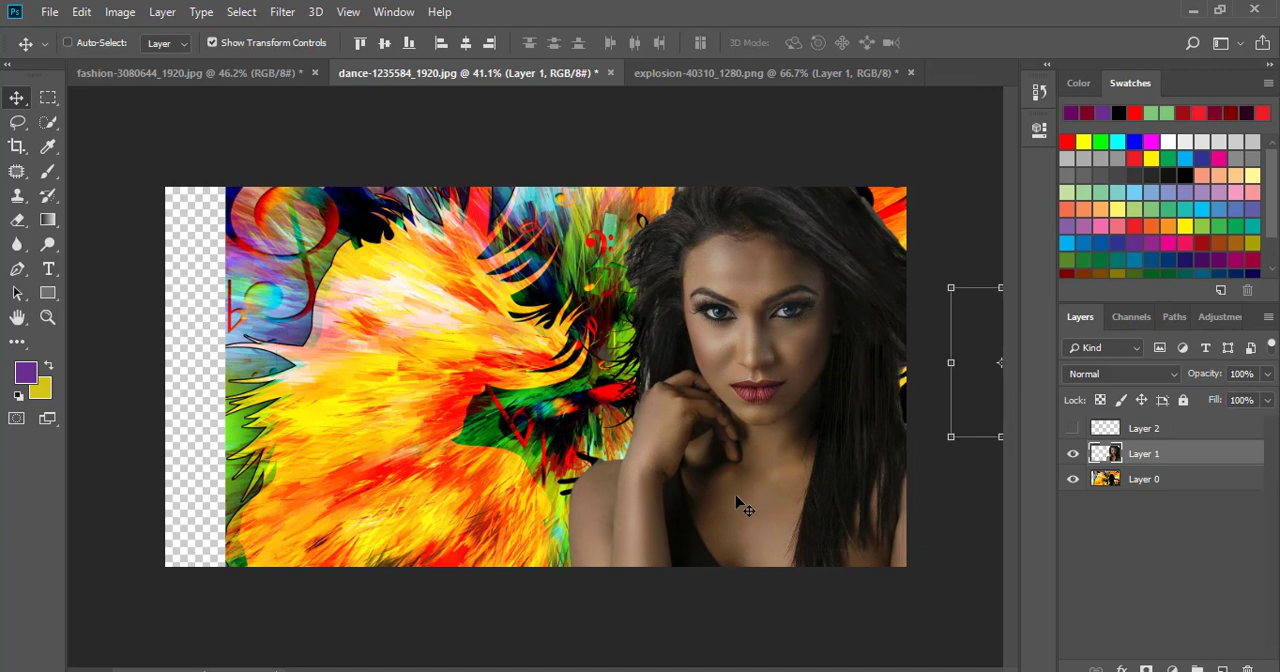 Ps File Edit Image Layer Type Select Filter 3D View Window Help
Auto-Select: Layer Show Transform Controls 3D Mode:
fashion-3080644_1920.jpg @ 46.2% (RGB/8#) * × dance-1235584_1920.jpg @ 41.1% (Layer 1, RGB/8#) * × explosion-40310_1280.png @ 66.7% (Layer 1, RGB/8) * ×
Color Swatches
Layers Channels Paths Adjustmen
Kind
Normal Opacity: 100%
Lock: Fill: 100%
Layer 2
Layer 1
Layer 0
T
fx